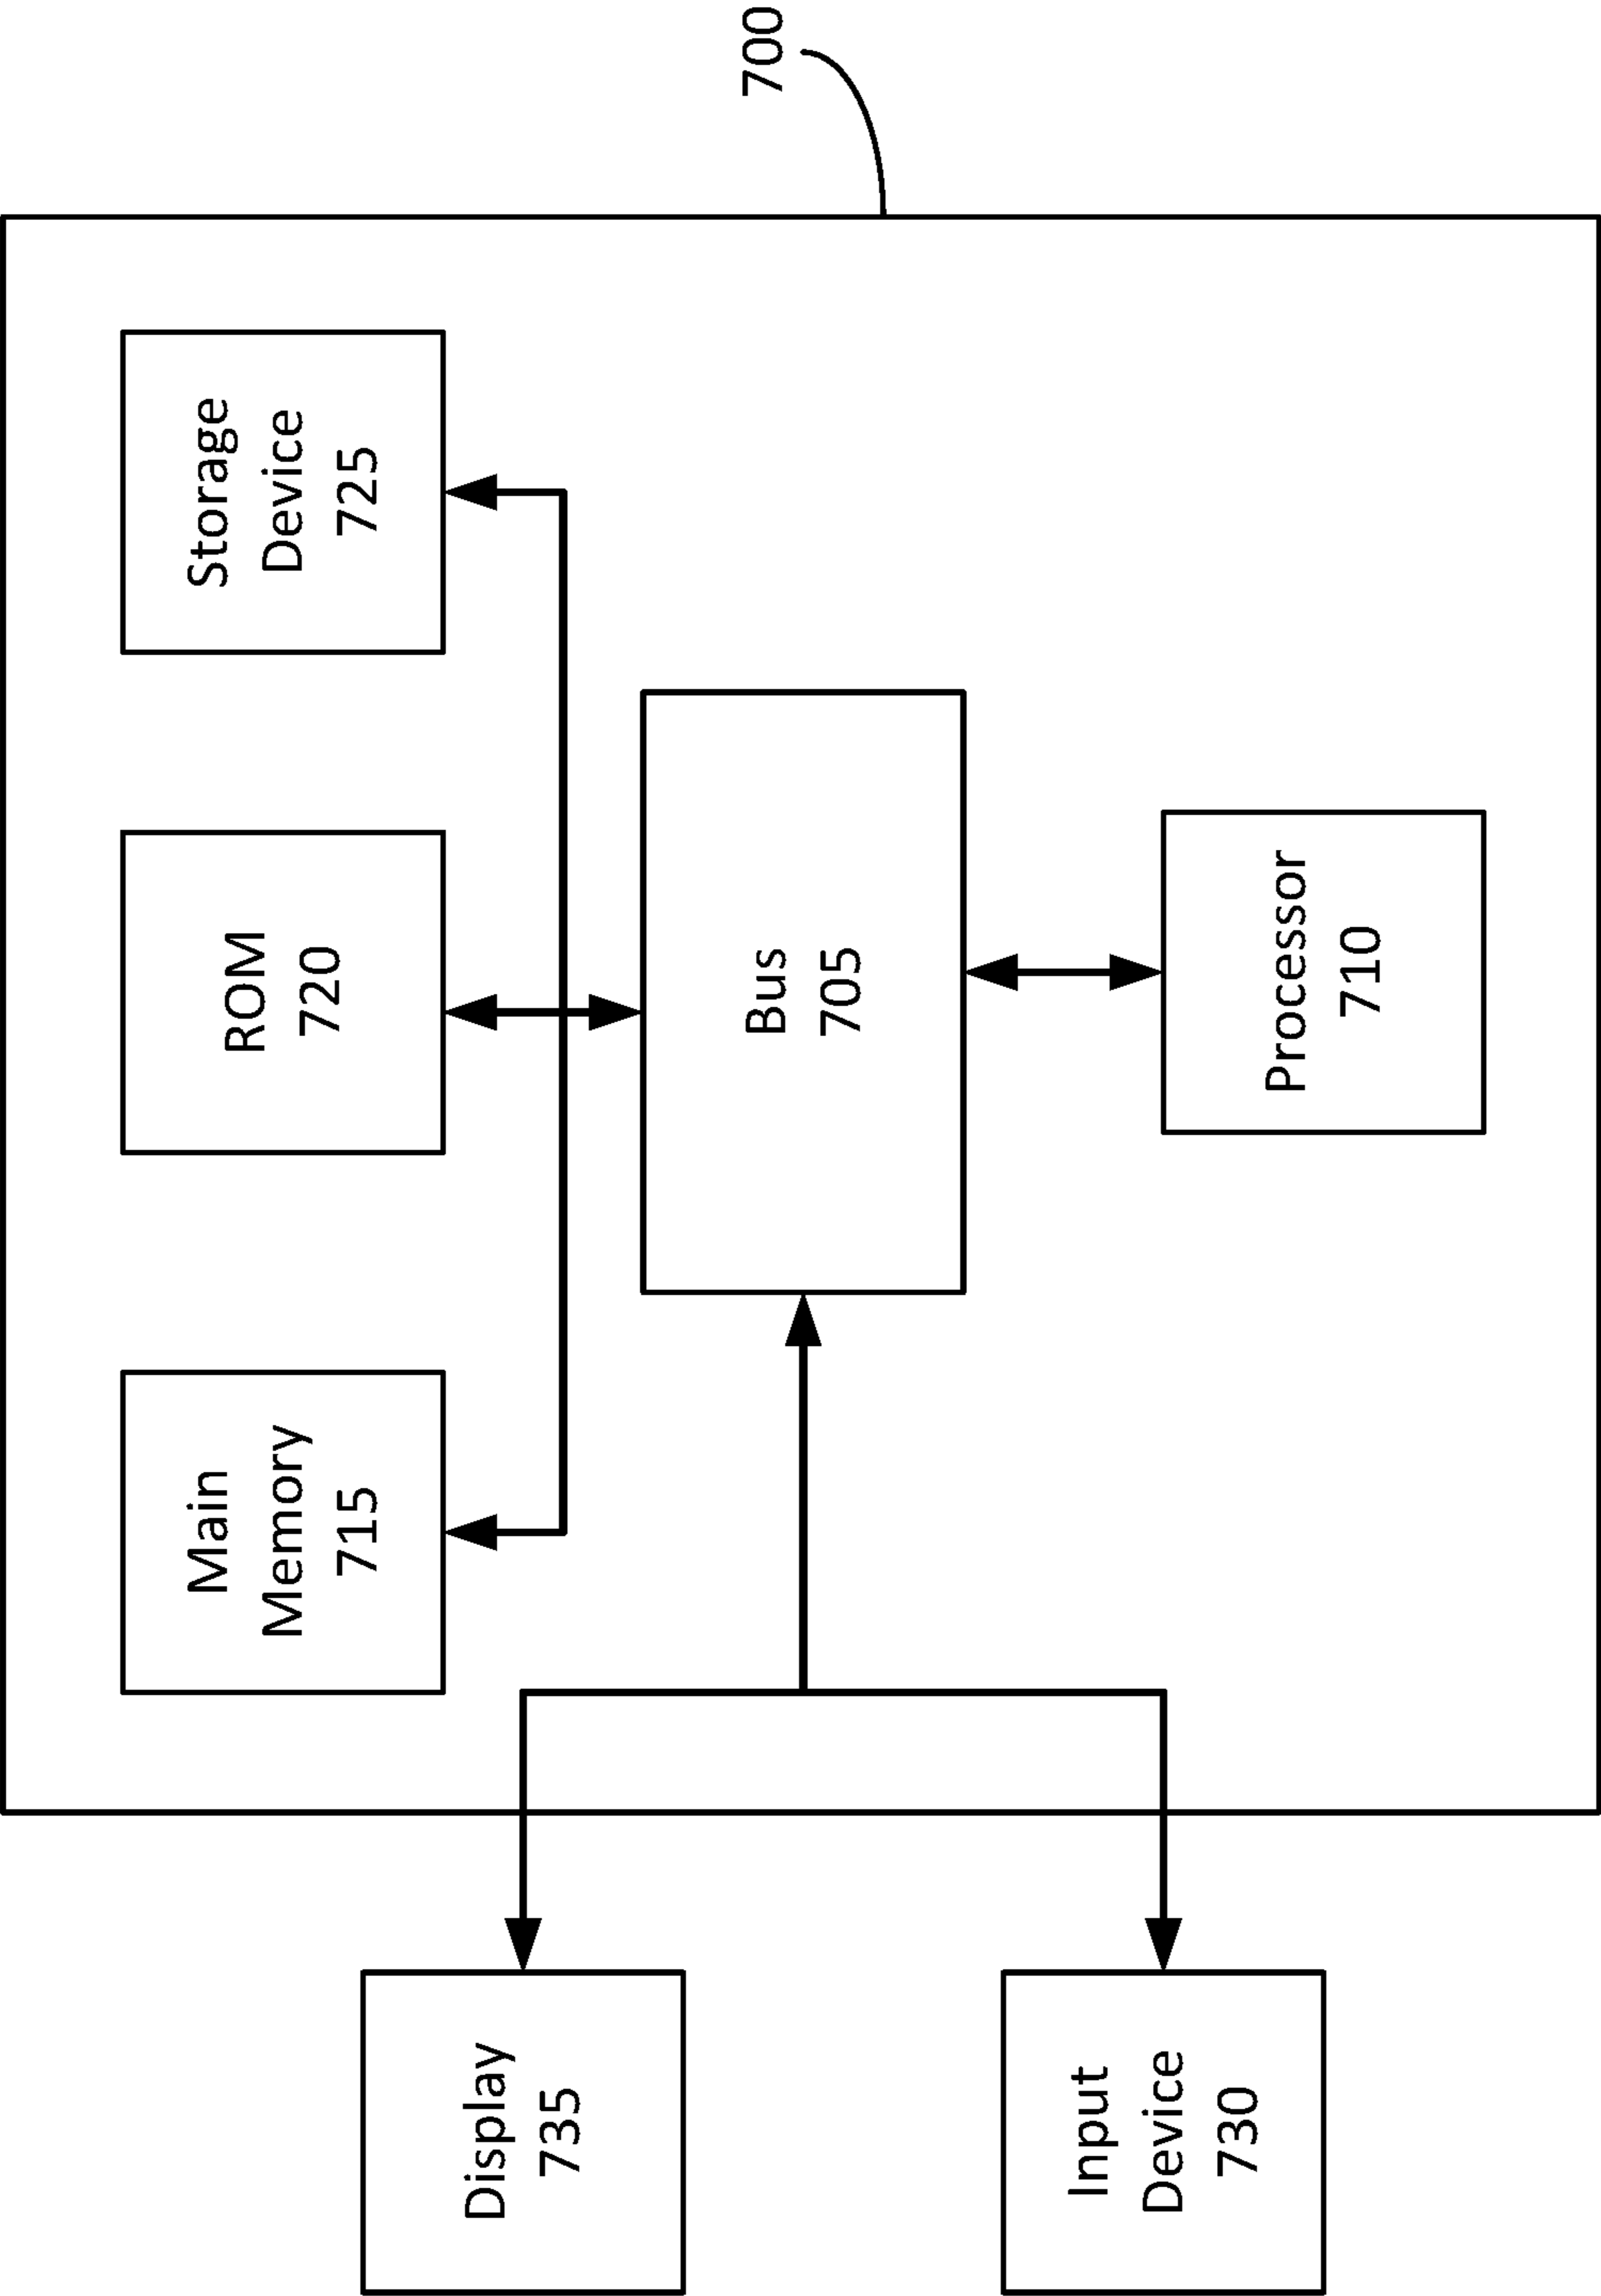 700
Main
Memory
715
ROM
720
Storage
Device
725
Display
735
Bus
705
Input
Device
730
Processor
710